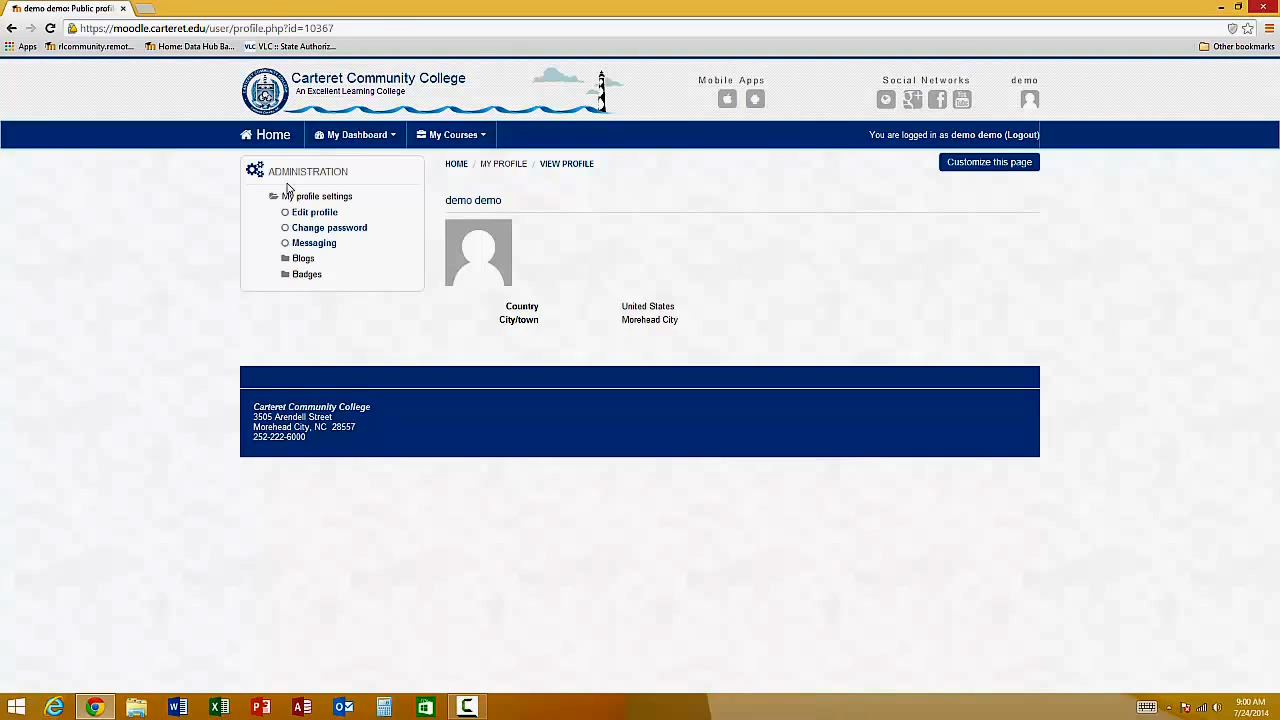 demo demo: Public profil ×
https://moodle.carteret.edu/user/profile.php?id=10367
Apps rlcommunity.remot... Home: Data Hub Ba... VLC VLC :: State Authoriz... Other bookmarks
Carteret Community College
An Excellent Learning College
Mobile Apps
Social Networks
demo
Home
My Dashboard
My Courses
You are logged in as demo demo (Logout)
ADMINISTRATION
My profile settings
Edit profile
Change password
Messaging
Blogs
Badges
HOME / MY PROFILE / VIEW PROFILE
Customize this page
demo demo
Country United States
City/town Morehead City
Carteret Community College
3505 Arendell Street
Morehead City, NC 28557
252-222-6000
9:00 AM
7/24/2014